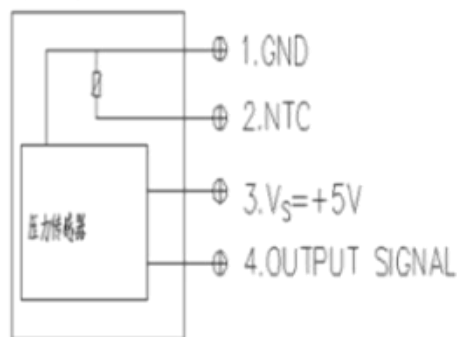 1.GND
2.NTC
3.Vs=+5V
压力传感器
4.OUTPUT SIGNAL